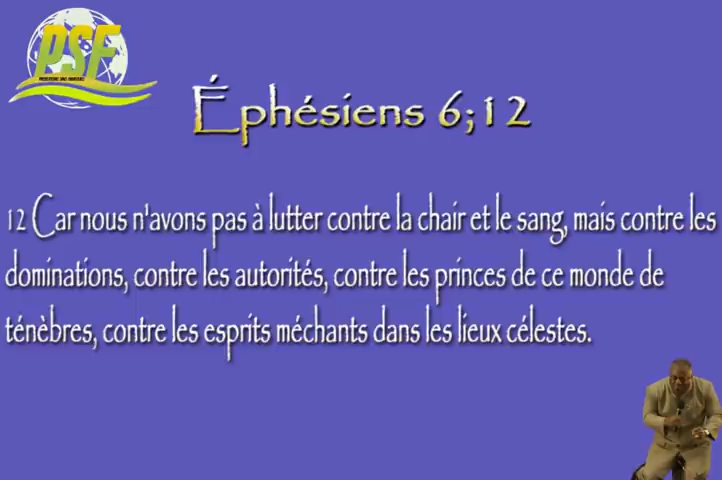 PSF
Éphésiens 6;12
12 Car nous n'avons pas à lutter contre la chair et le sang, mais contre les
dominations, contre les autorités, contre les princes de ce monde de
ténèbres, contre les esprits méchants dans les lieux célestes.